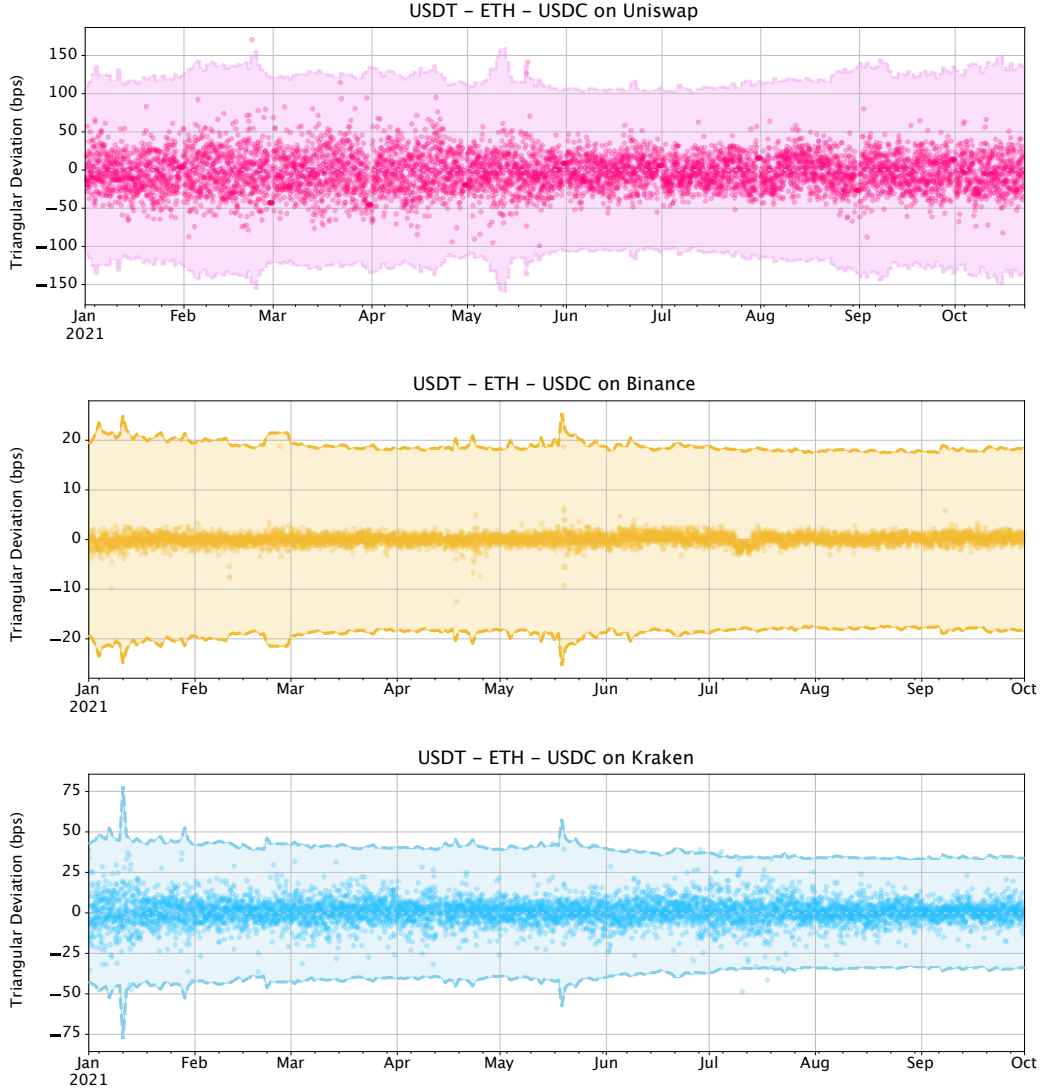 USDT – ETH – USDC on Uniswap
Triangular Deviation (bps)
150
100
50
0
−50
−100
−150
Jan Feb Mar Apr May Jun Jul Aug Sep Oct
2021
USDT – ETH – USDC on Binance
Triangular Deviation (bps)
20
10
0
−10
−20
Jan Feb Mar Apr May Jun Jul Aug Sep Oct
2021
USDT – ETH – USDC on Kraken
Triangular Deviation (bps)
75
50
25
0
−25
−50
−75
Jan Feb Mar Apr May Jun Jul Aug Sep Oct
2021